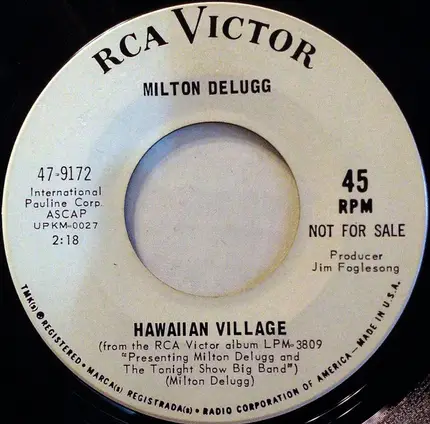 RCA VICTOR
MILTON DELUGG
47-9172
International
Pauline Corp.
ASCAP
UPKM-0027
2:18
45
RPM
NOT FOR SALE
Producer
Jim Foglesong
HAWAIIAN VILLAGE
(from the RCA Victor album LPM-3809
"Presenting Milton Delugg and
The Tonight Show Big Band")
(Milton Delugg)
TMK(s) ® REGISTERED • MARCA(s) REGISTRADA(s) • RADIO CORPORATION OF AMERICA—MADE IN U.S.A.